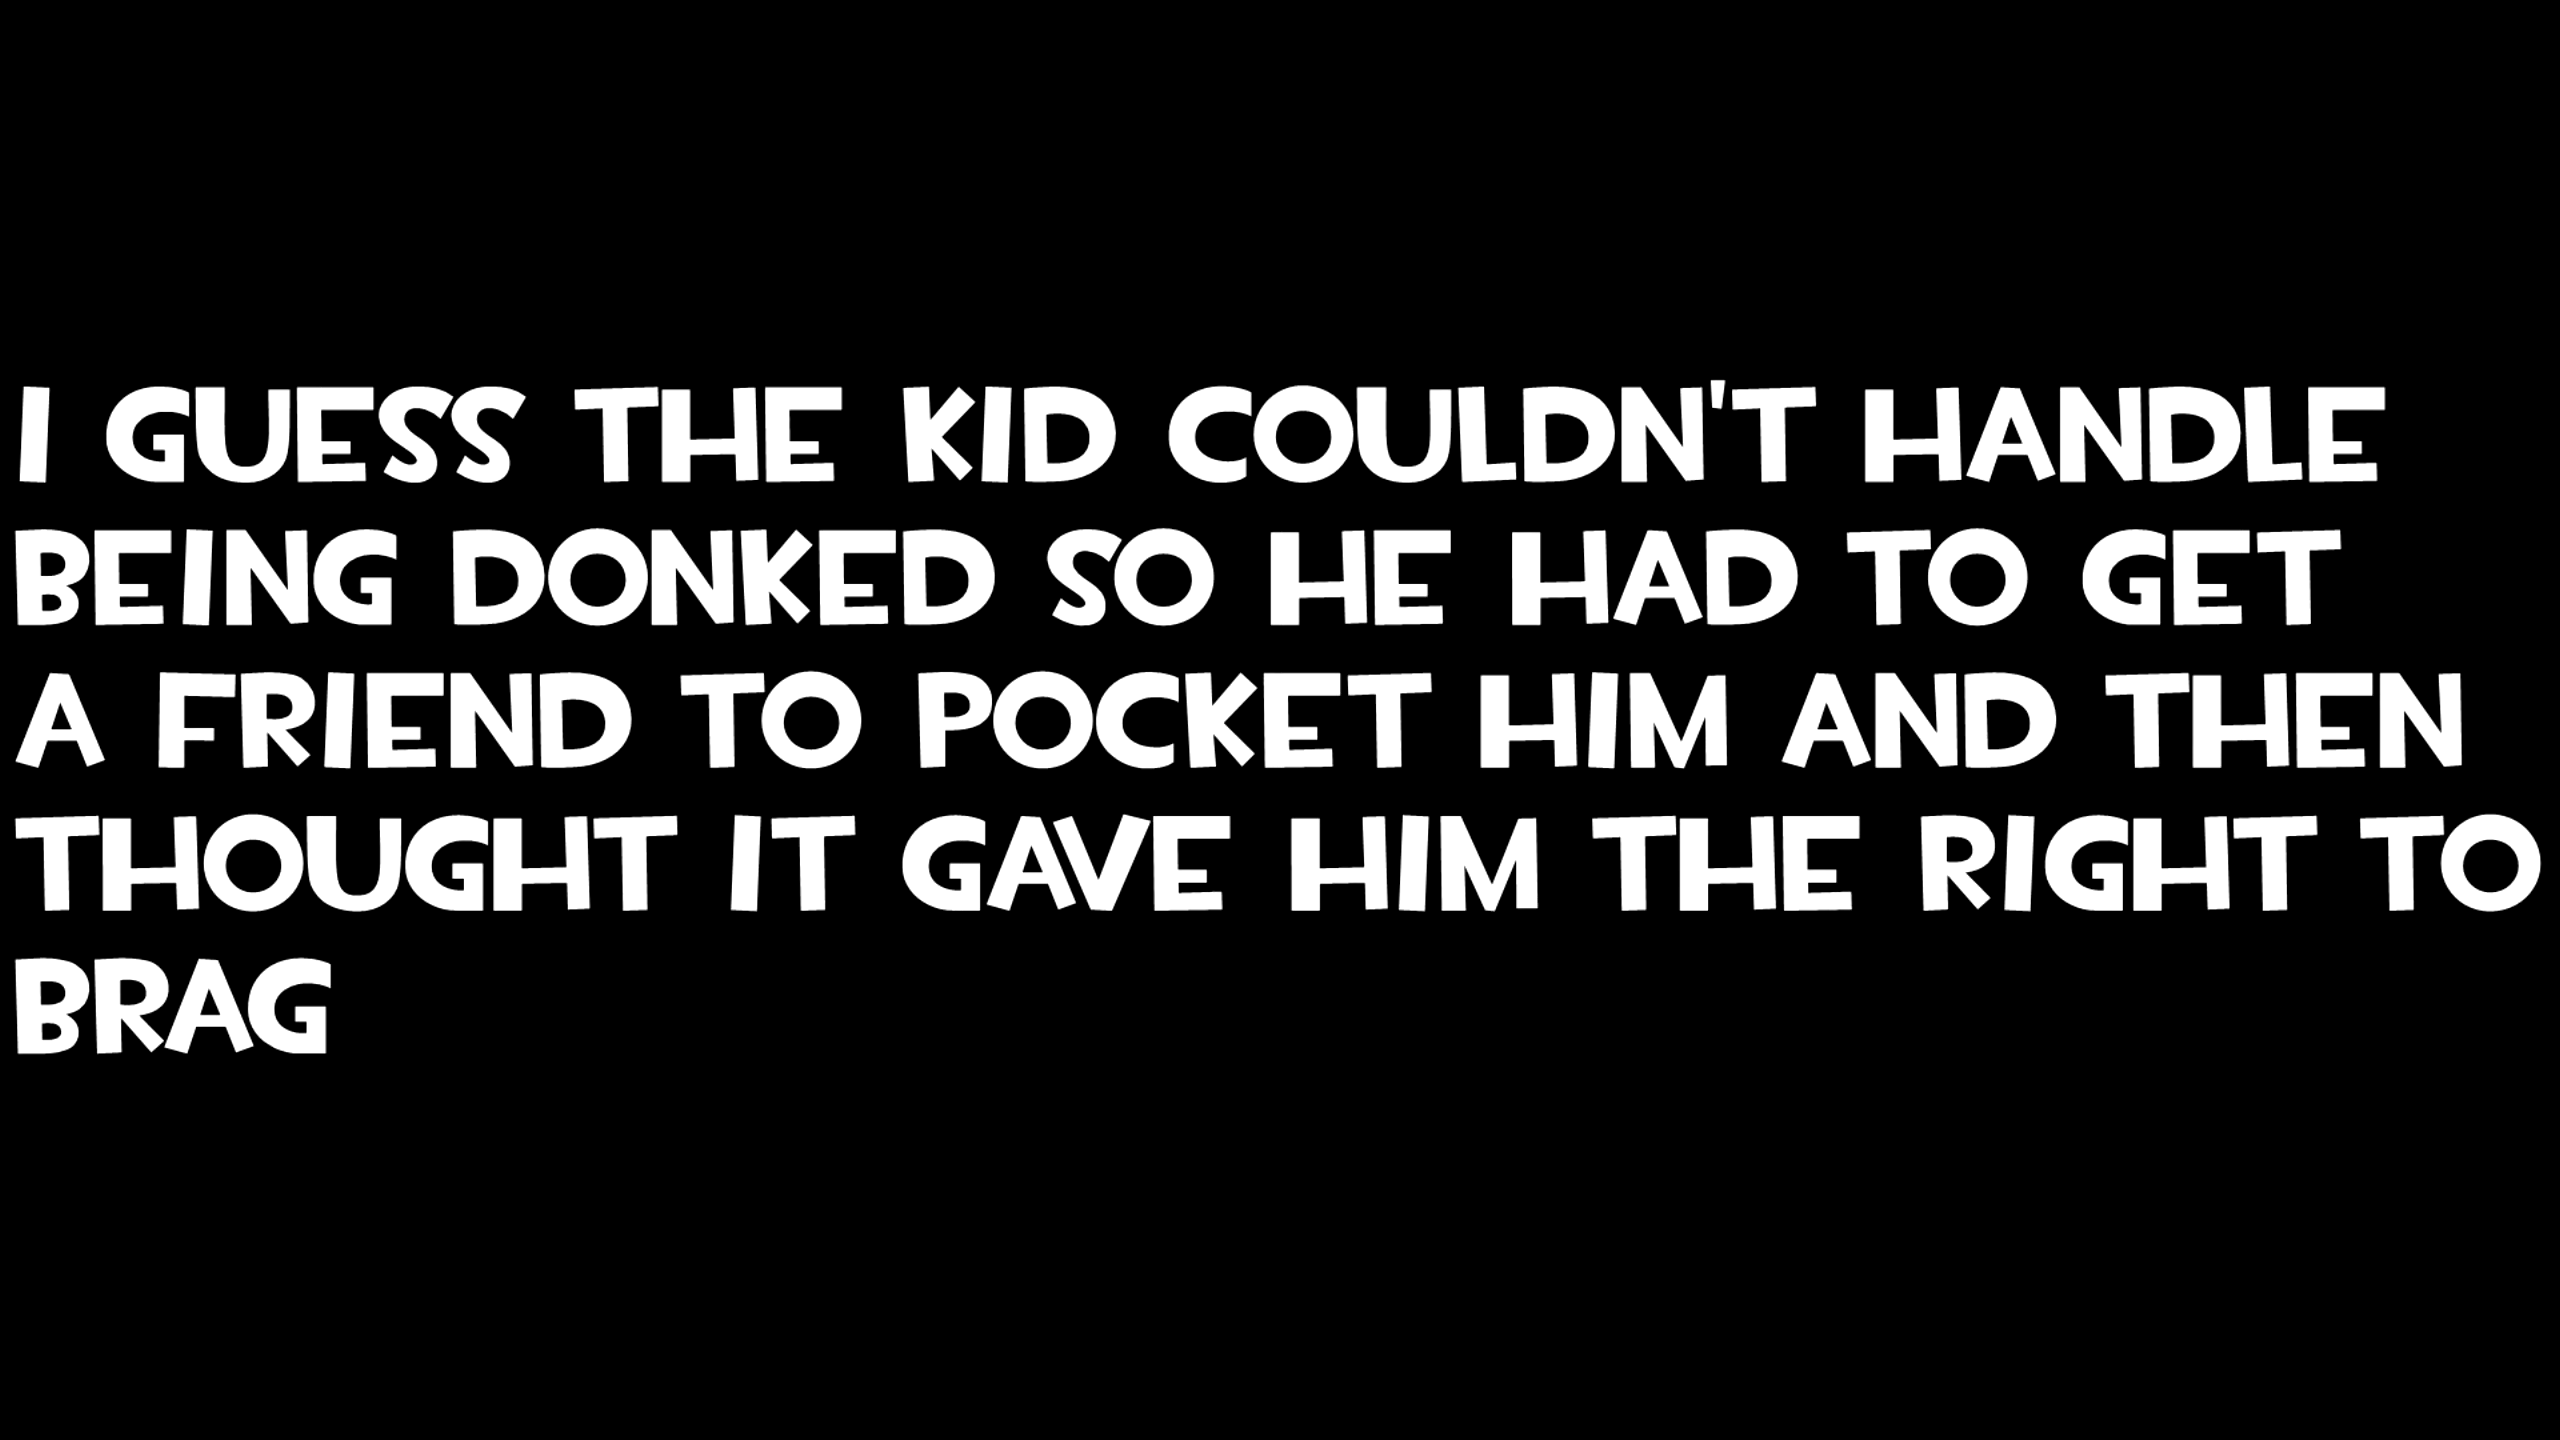 I GUESS THE KID COULDN'T HANDLE
BEING DONKED SO HE HAD TO GET
A FRIEND TO POCKET HIM AND THEN
THOUGHT IT GAVE HIM THE RIGHT TO
BRAG